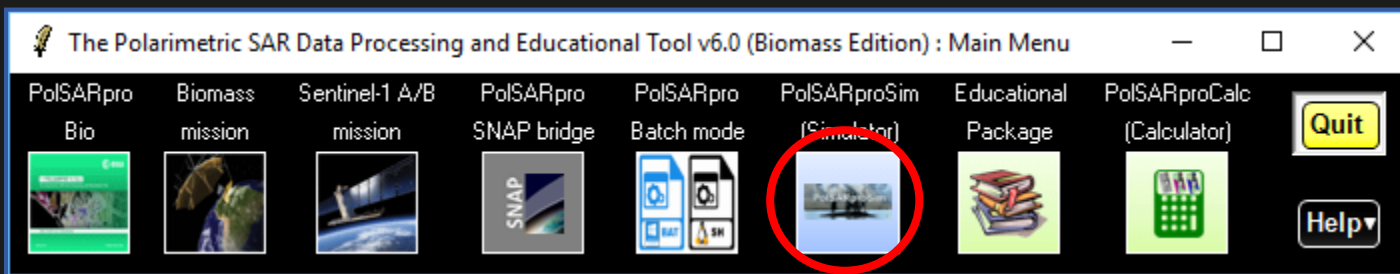 The Polarimetric SAR Data Processing and Educational Tool v6.0 (Biomass Edition) : Main Menu
PolSARpro Bio
Biomass mission
Sentinel-1 A/B mission
PolSARpro SNAP bridge
PolSARpro Batch mode
PolSARproSim (Simulator)
Educational Package
PolSARproCalc (Calculator)
Quit
esa
SNAP
BAT
SH
PolSARproSim
Help